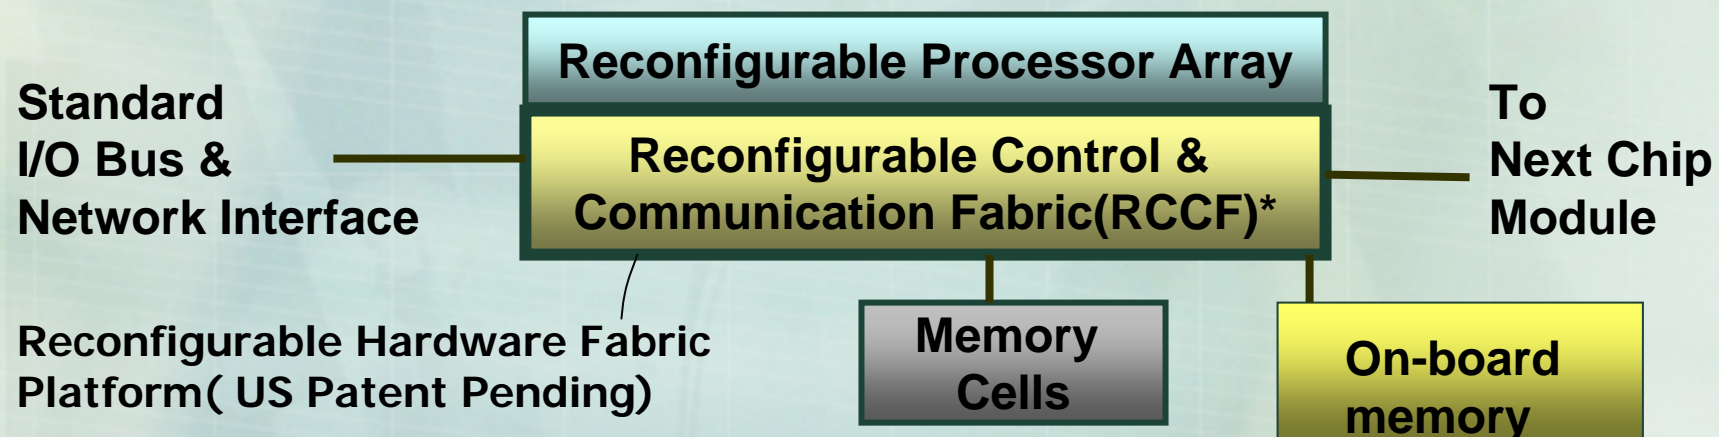 Reconfigurable Processor Array
Standard
I/O Bus &
Network Interface
Reconfigurable Control &
Communication Fabric(RCCF)*
To
Next Chip
Module
Reconfigurable Hardware Fabric
Platform( US Patent Pending)
Memory
Cells
On-board
memory